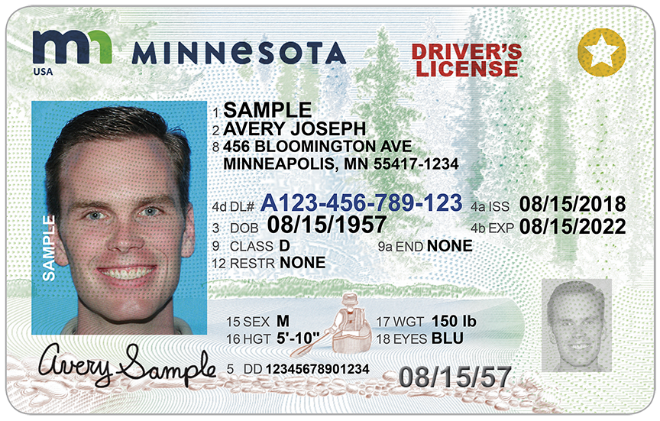 mn MINNESOTA
USA
DRIVER'S
LICENSE
1 SAMPLE
2 AVERY JOSEPH
8 456 BLOOMINGTON AVE
MINNEAPOLIS, MN 55417-1234
4d DL# A123-456-789-123 4a ISS 08/15/2018
3 DOB 08/15/1957 4b EXP 08/15/2022
9 CLASS D 9a END NONE
12 RESTR NONE
SAMPLE
15 SEX M 17 WGT 150 lb
16 HGT 5'-10" 18 EYES BLU
5 DD 12345678901234
Avery Sample
08/15/57